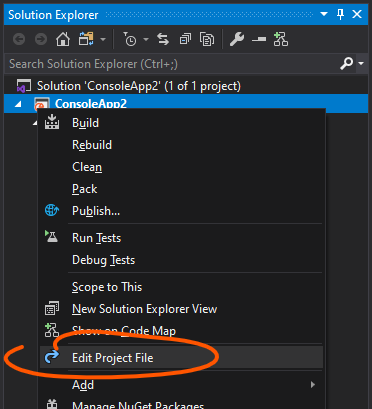 Solution Explorer
Search Solution Explorer (Ctrl+;)
Solution 'ConsoleApp2' (1 of 1 project)
ConsoleApp2
Build
Rebuild
Clean
Pack
Publish...
Run Tests
Debug Tests
Scope to This
New Solution Explorer View
Show on Code Map
Edit Project File
Add
Manage NuGet Packages